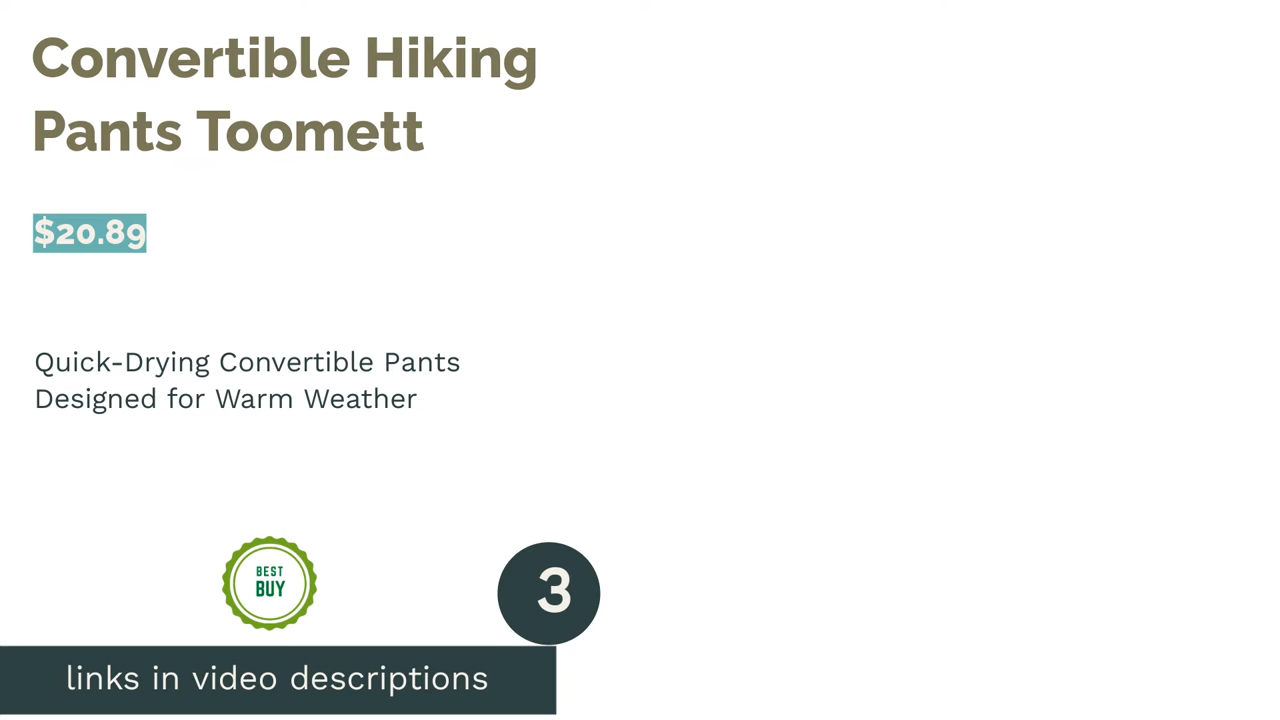 Convertible Hiking
Pants Toomett
$20.89
Quick-Drying Convertible Pants
Designed for Warm Weather
BEST
BUY
3
links in video descriptions